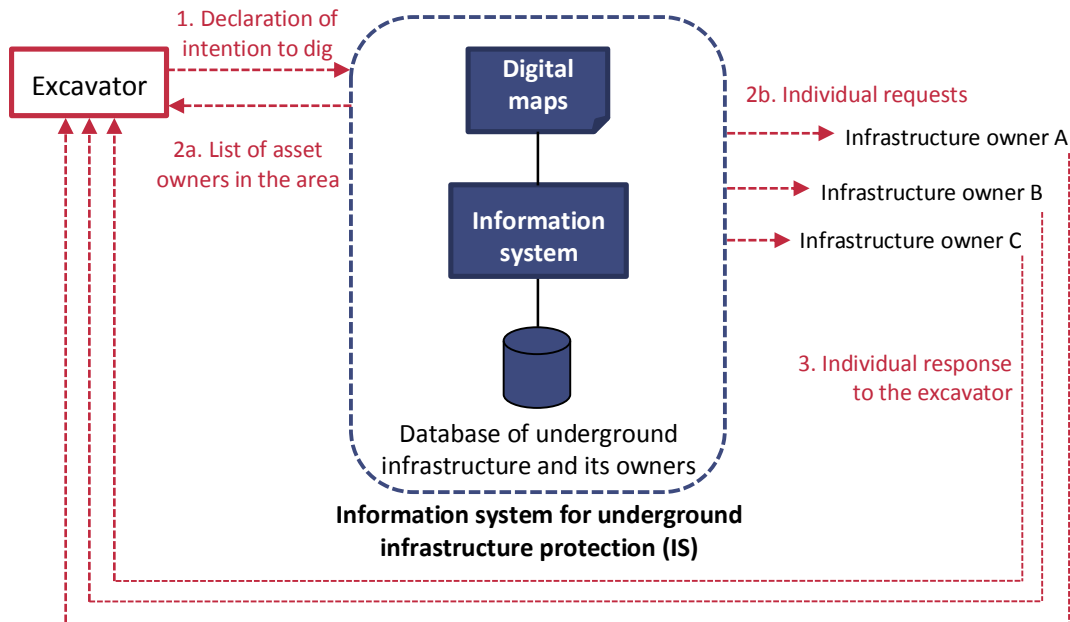 1. Declaration of
intention to dig
Excavator
2a. List of asset
owners in the area
Digital
maps
Information
system
Database of underground
infrastructure and its owners
Information system for underground
infrastructure protection (IS)
2b. Individual requests
Infrastructure owner A
Infrastructure owner B
Infrastructure owner C
3. Individual response
to the excavator